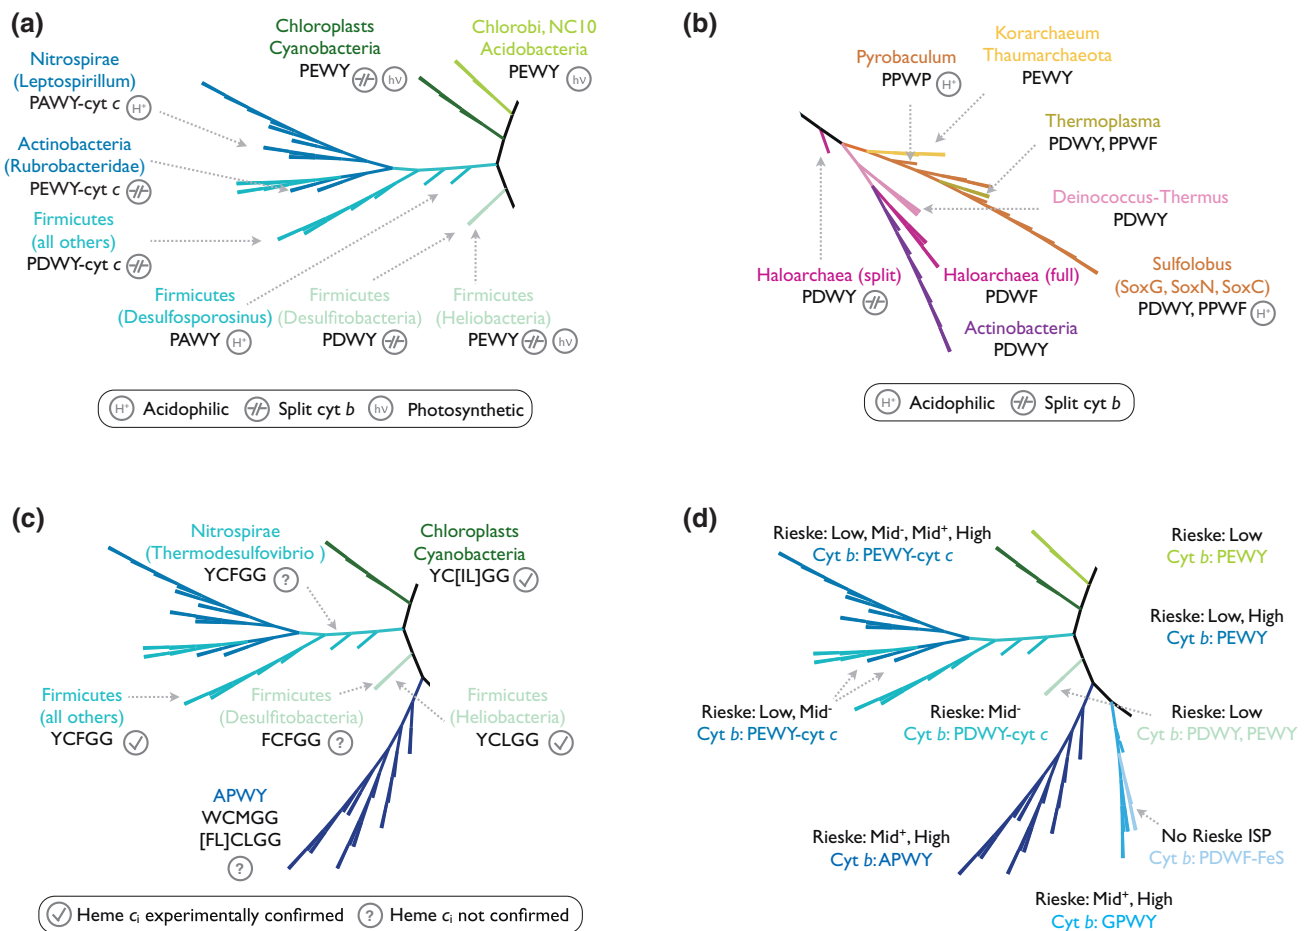 (a)
Nitrospirae
(Leptospirillum)
PAWY-cyt c H⁺
Actinobacteria
(Rubrobacteridae)
PEWY-cyt c
Firmicutes
(all others)
PDWY-cyt c
Chloroplasts
Cyanobacteria
PEWY hν
Chlorobi, NC10
Acidobacteria
PEWY hν
Firmicutes
(Desulfosporosinus)
PAWY H⁺
Firmicutes
(Desulfitobacteria)
PDWY
Firmicutes
(Heliobacteria)
PEWY hν
H⁺ Acidophilic Split cyt b hν Photosynthetic
(b)
Pyrobaculum
PPWP H⁺
Korarchaeum
Thaumarchaeota
PEWY
Thermoplasma
PDWY, PPWF
Deinococcus-Thermus
PDWY
Haloarchaea (split)
PDWY
Haloarchaea (full)
PDWF
Sulfolobus
(SoxG, SoxN, SoxC)
PDWY, PPWF H⁺
Actinobacteria
PDWY
H⁺ Acidophilic Split cyt b
(c)
Nitrospirae
(Thermodesulfovibrio )
YCFGG ?
Chloroplasts
Cyanobacteria
YC[IL]GG
Firmicutes
(all others)
YCFGG
Firmicutes
(Desulfitobacteria)
FCFGG ?
Firmicutes
(Heliobacteria)
YCLGG
APWY
WCMGG
[FL]CLGG
?
Heme cᵢ experimentally confirmed ? Heme cᵢ not confirmed
(d)
Rieske: Low, Mid⁻, Mid⁺, High
Cyt b: PEWY-cyt c
Rieske: Low
Cyt b: PEWY
Rieske: Low, High
Cyt b: PEWY
Rieske: Low, Mid⁻
Cyt b: PEWY-cyt c
Rieske: Mid⁻
Cyt b: PDWY-cyt c
Rieske: Low
Cyt b: PDWY, PEWY
Rieske: Mid⁺, High
Cyt b: APWY
No Rieske ISP
Cyt b: PDWF-FeS
Rieske: Mid⁺, High
Cyt b: GPWY